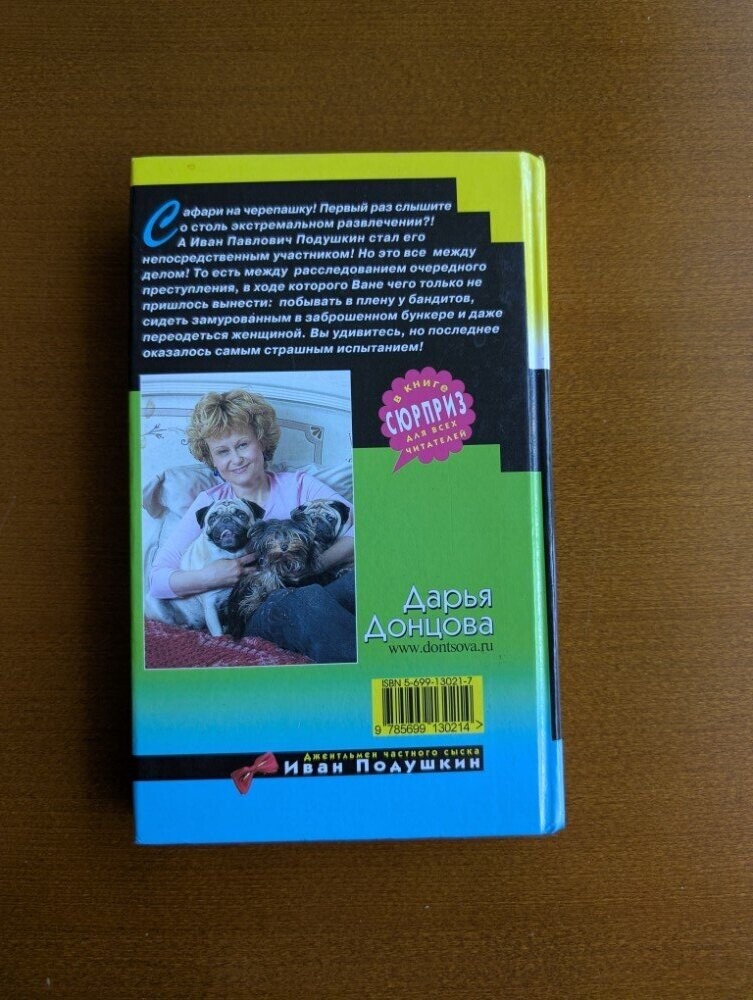 Сафари на черепашку! Первый раз слышите
о столь экстремальном развлечении?!
А Иван Павлович Подушкин стал его
непосредственным участником! Но это все между
делом! То есть между расследованием очередного
преступления, в ходе которого Ване чего только не
пришлось вынести: побывать в плену у бандитов,
сидеть замурова́нным в заброшенном бункере и даже
переодеться женщиной. Вы удивитесь, но последнее
оказалось самым страшным испытанием!
В КНИГЕ
СЮРПРИЗ
ДЛЯ ВСЕХ
ЧИТАТЕЛЕЙ
Дарья
Донцова
www.dontsova.ru
ISBN 5-699-13021-7
9 785699 130214 >
Джентльмен частного сыска
Иван Подушкин